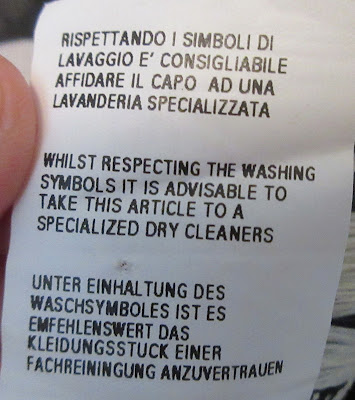 RISPETTANDO I SIMBOLI DI
LAVAGGIO E' CONSIGLIABILE
AFFIDARE IL CAPO AD UNA
LAVANDERIA SPECIALIZZATA
WHILST RESPECTING THE WASHING
SYMBOLS IT IS ADVISABLE TO
TAKE THIS ARTICLE TO A
SPECIALIZED DRY CLEANERS
UNTER EINHALTUNG DES
WASCHSYMBOLES IST ES
EMFEHLENSWERT DAS
KLEIDUNGSSTUCK EINER
FACHREININGUNG ANZUVERTRAUEN